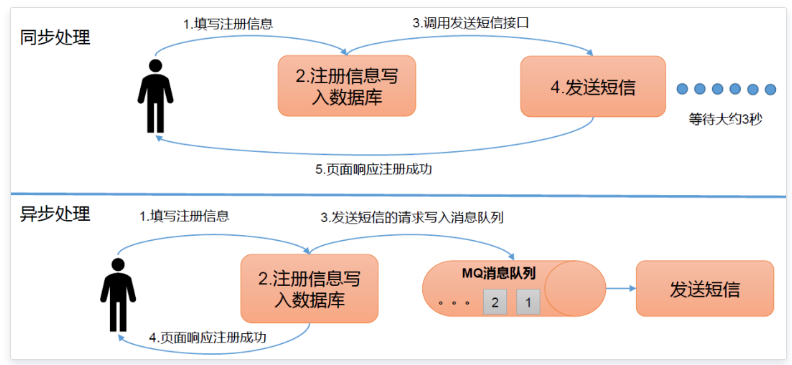 同步处理
1.填写注册信息
3.调用发送短信接口
2.注册信息写
入数据库
4.发送短信
等待大约3秒
5.页面响应注册成功
异步处理
1.填写注册信息
3.发送短信的请求写入消息队列
2.注册信息写
入数据库
MQ消息队列
。。。 2 1
发送短信
4.页面响应注册成功